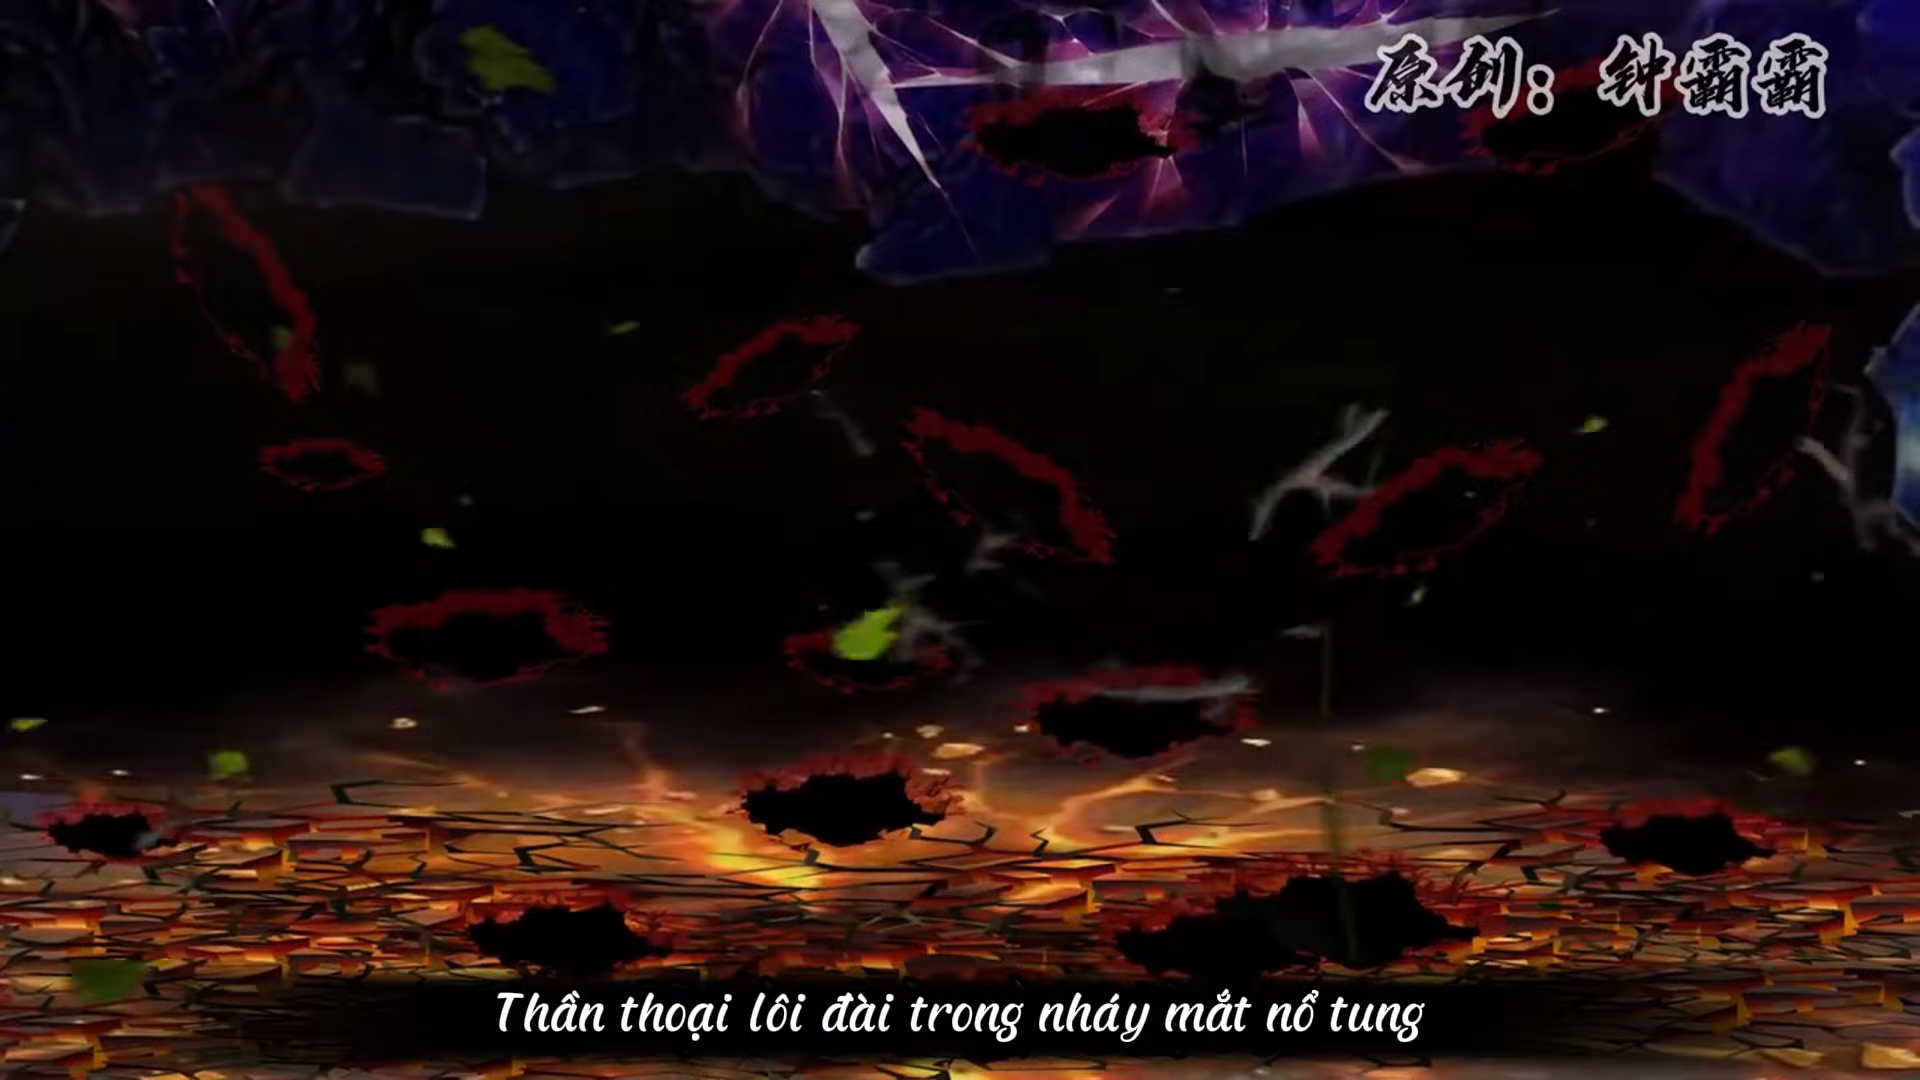 原创：钟霸霸
Thần thoại lôi đài trong nháy mắt nổ tung